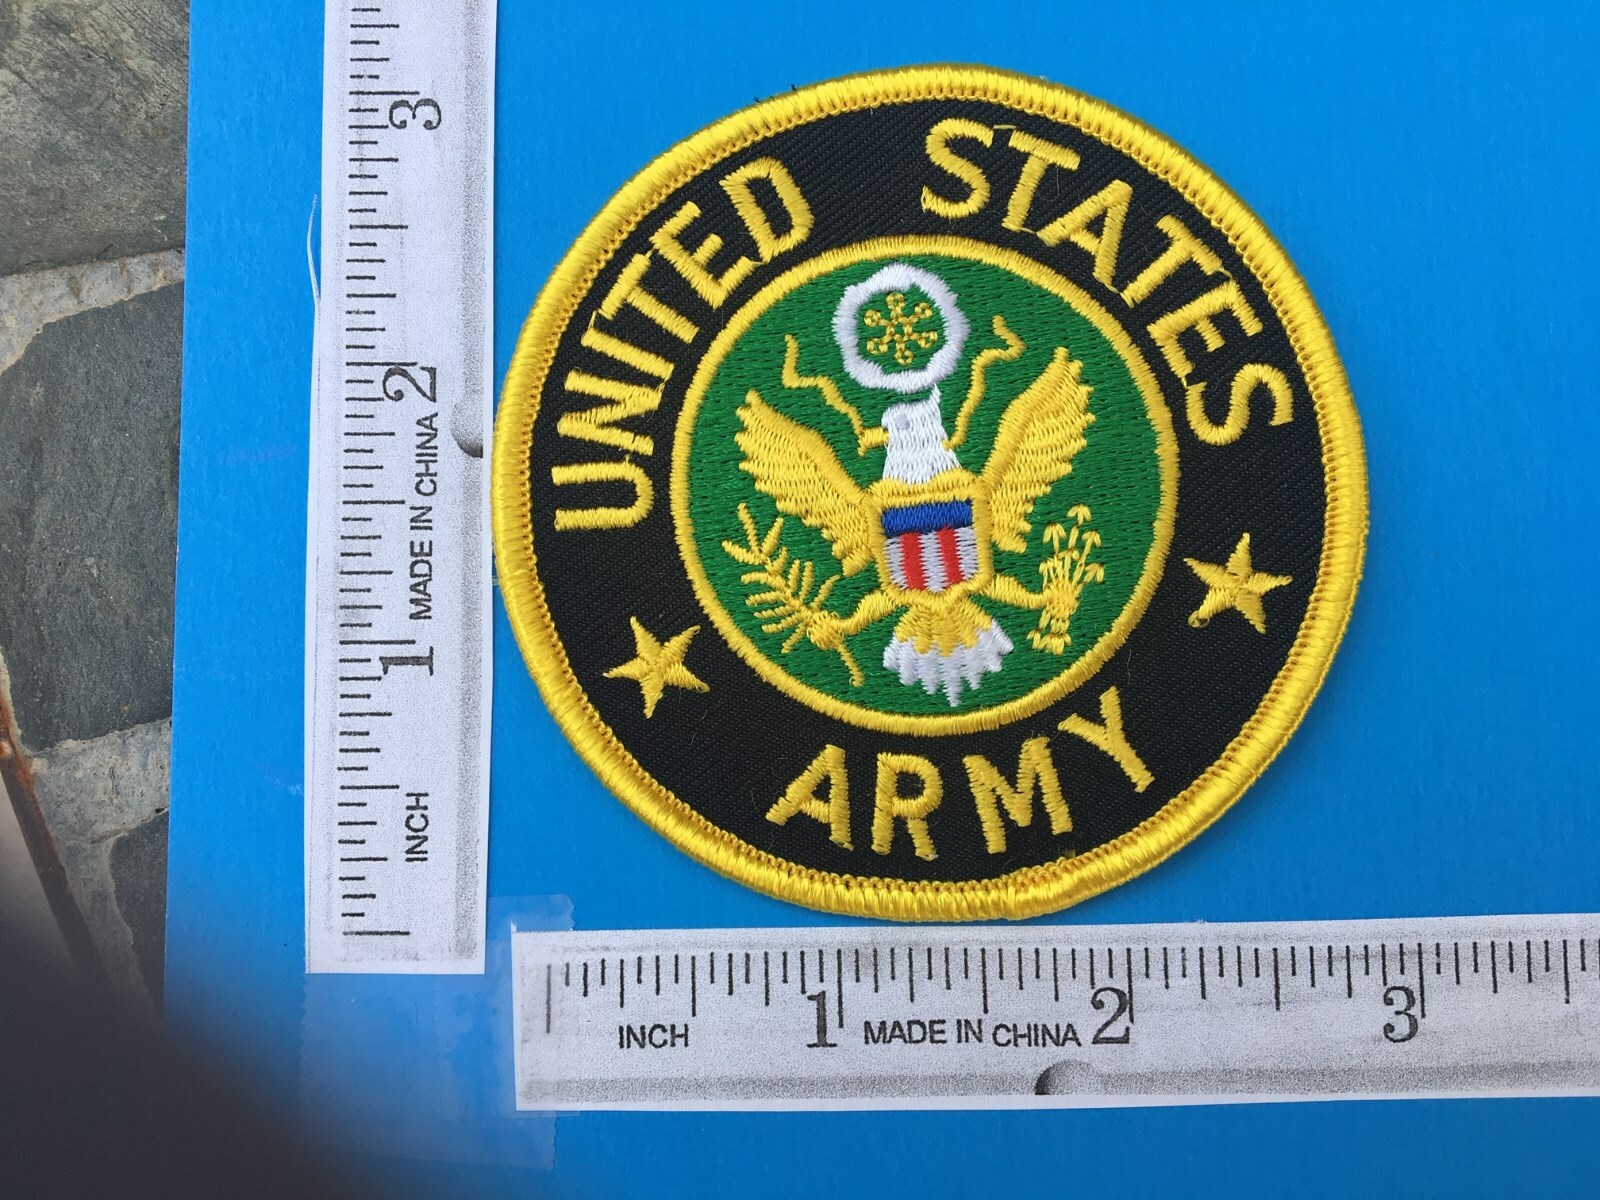 UNITED STATES
ARMY
3
2
MADE IN CHINA
1
INCH
INCH 1 MADE IN CHINA 2 3